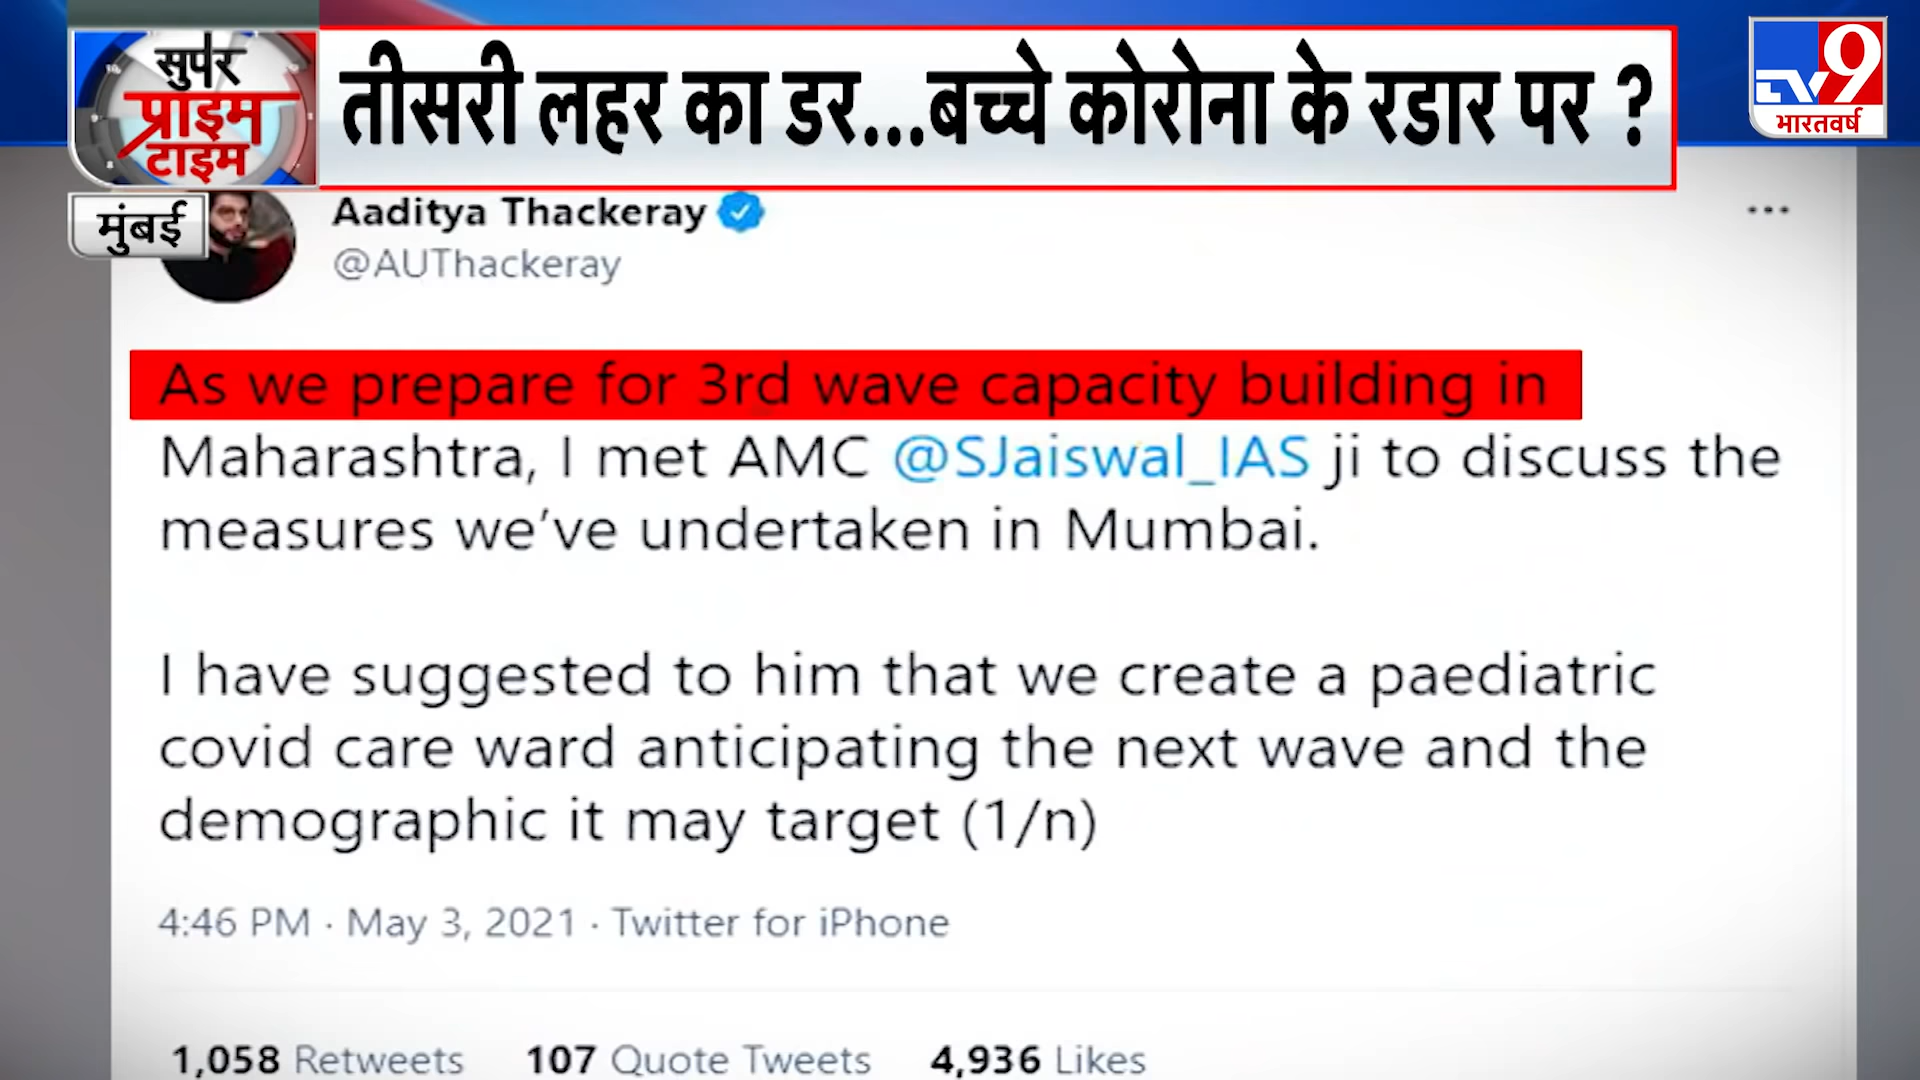 सुपर
प्राइम
टाइम
तीसरी लहर का डर...बच्चे कोरोना के रडार पर ?
TV9
भारतवर्ष
मुंबई
Aaditya Thackeray
@AUThackeray
As we prepare for 3rd wave capacity building in
Maharashtra, I met AMC @SJaiswal_IAS ji to discuss the
measures we’ve undertaken in Mumbai.
I have suggested to him that we create a paediatric
covid care ward anticipating the next wave and the
demographic it may target (1/n)
4:46 PM · May 3, 2021 · Twitter for iPhone
1,058 Retweets 107 Quote Tweets 4,936 Likes